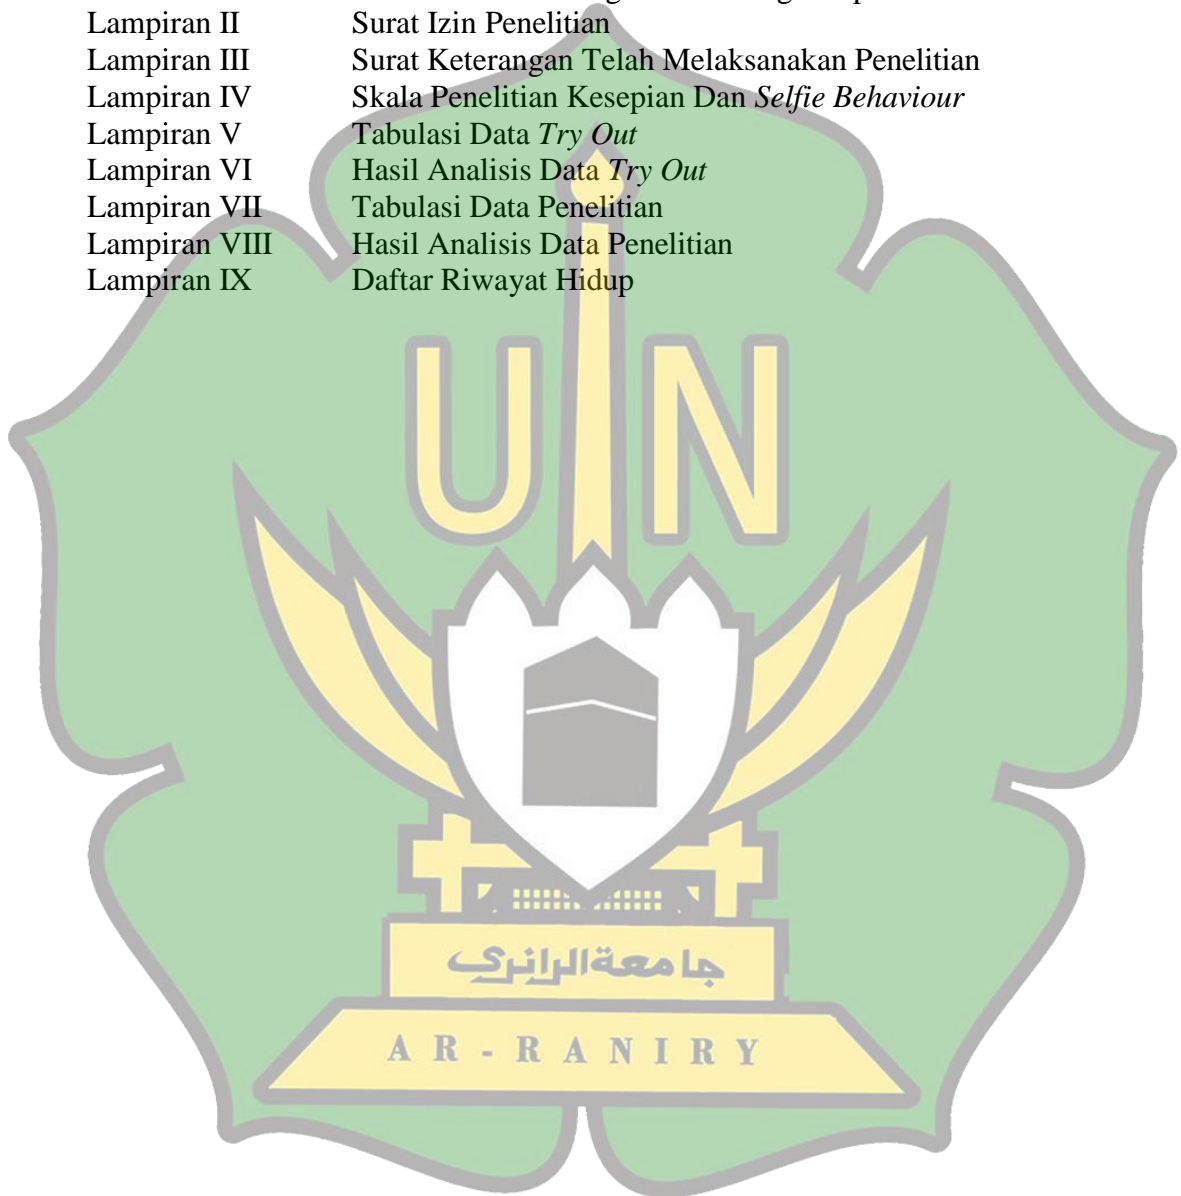 Lampiran II Surat Izin Penelitian
Lampiran III Surat Keterangan Telah Melaksanakan Penelitian
Lampiran IV Skala Penelitian Kesepian Dan Selfie Behaviour
Lampiran V Tabulasi Data Try Out
Lampiran VI Hasil Analisis Data Try Out
Lampiran VII Tabulasi Data Penelitian
Lampiran VIII Hasil Analisis Data Penelitian
Lampiran IX Daftar Riwayat Hidup
UIN
جامعة الرانري
AR-RANIRY